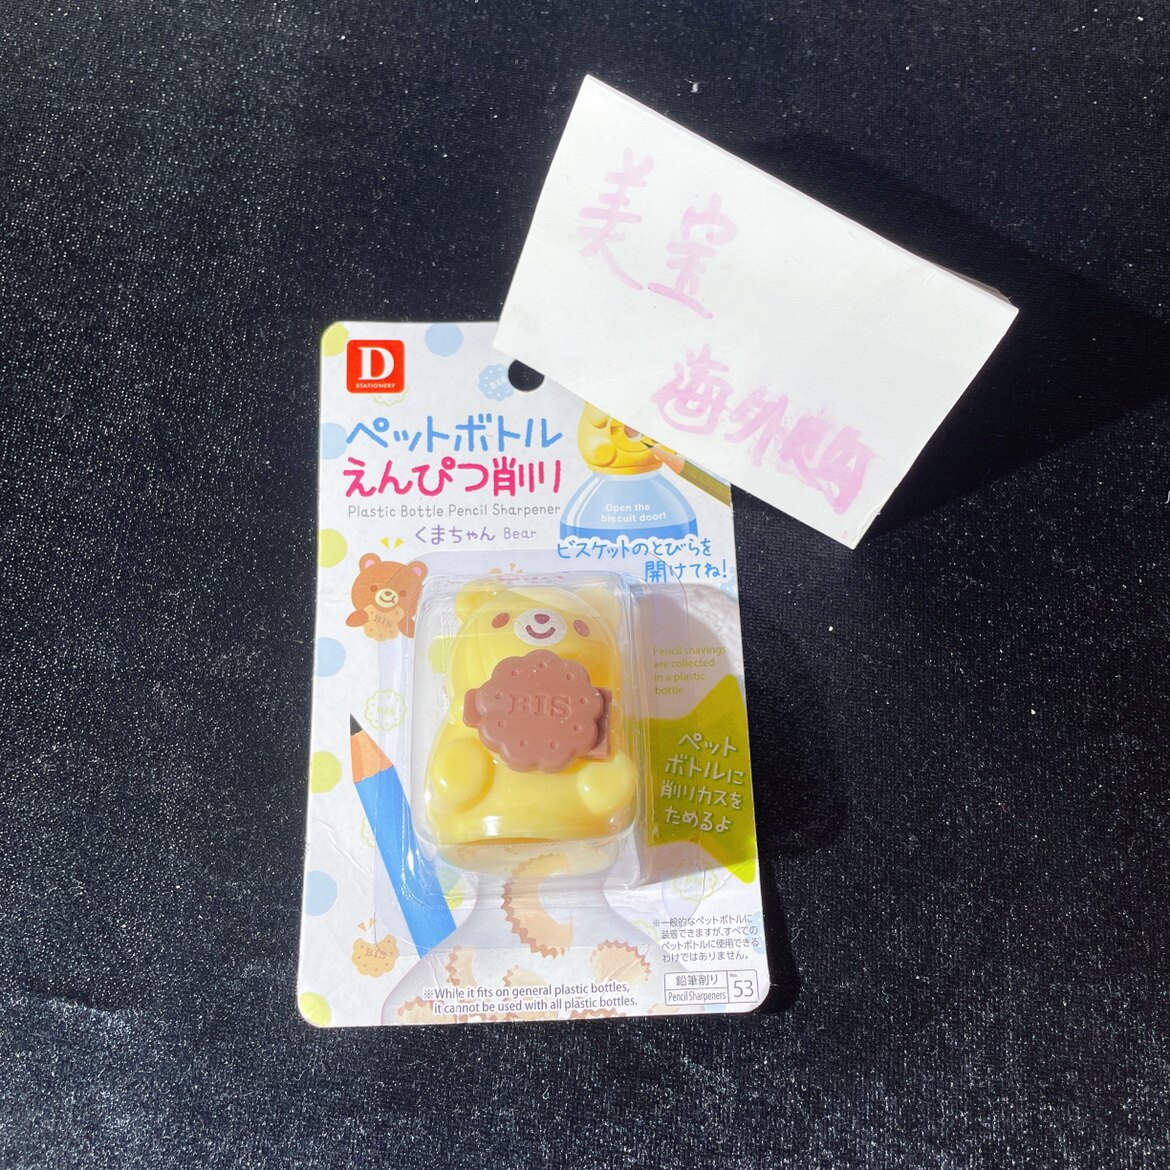 美宝
海外購
D
STATIONERY
ペットボトル
えんぴつ削り
Plastic Bottle Pencil Sharpener
くまちゃん Bear
Open the
biscuit door!
ビスケットのとびらを
開けてね!
BIS
BIS
BIS
BIS
Pencil shavings
are collected
in a plastic
bottle
ペット
ボトルに
削りカスを
ためるよ
BIS
※一般的なペットボトルに
装着できますが、すべての
ペットボトルに使用できる
わけではありません。
鉛筆削り
Pencil Sharpeners
No.
53
※While it fits on general plastic bottles,
it cannot be used with all plastic bottles.